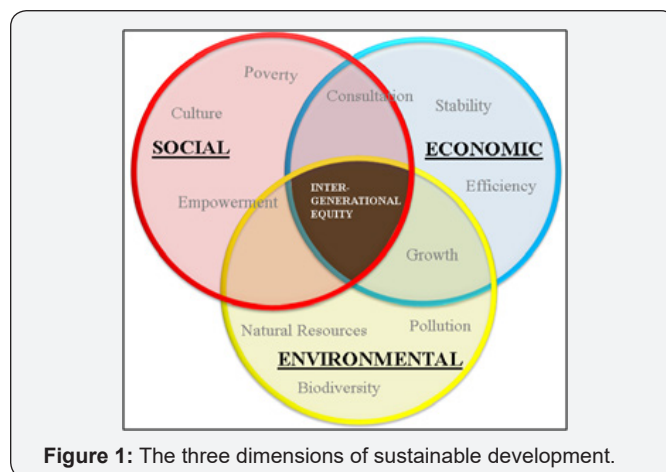 Poverty
Consultation
Stability
Culture
SOCIAL
ECONOMIC
Efficiency
Empowerment
INTER-
GENERATIONAL
EQUITY
Growth
Natural Resources
Pollution
ENVIRONMENTAL
Biodiversity
Figure 1: The three dimensions of sustainable development.